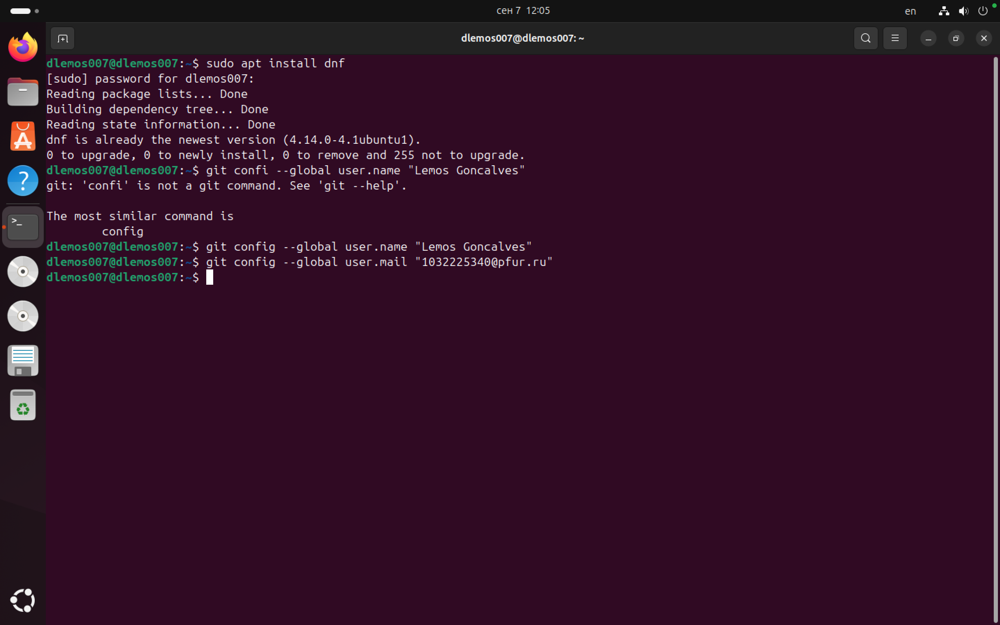 сен 7 12:05
en
dlemos007@dlemos007: ~
dlemos007@dlemos007:~$ sudo apt install dnf
[sudo] password for dlemos007:
Reading package lists... Done
Building dependency tree... Done
Reading state information... Done
dnf is already the newest version (4.14.0-4.1ubuntu1).
0 to upgrade, 0 to newly install, 0 to remove and 255 not to upgrade.
dlemos007@dlemos007:~$ git confi --global user.name "Lemos Goncalves"
git: 'confi' is not a git command. See 'git --help'.
The most similar command is
config
dlemos007@dlemos007:~$ git config --global user.name "Lemos Goncalves"
dlemos007@dlemos007:~$ git config --global user.mail "1032225340@pfur.ru"
dlemos007@dlemos007:~$